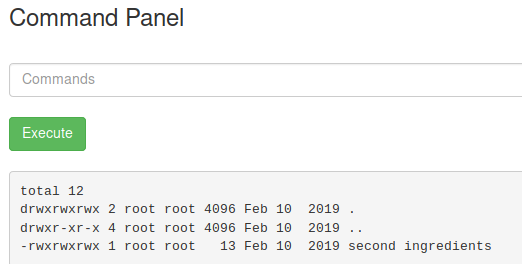 Command Panel
Commands
Execute
total 12
drwxrwxrwx 2 root root 4096 Feb 10  2019 .
drwxr-xr-x 4 root root 4096 Feb 10  2019 ..
-rwxrwxrwx 1 root root   13 Feb 10  2019 second ingredients